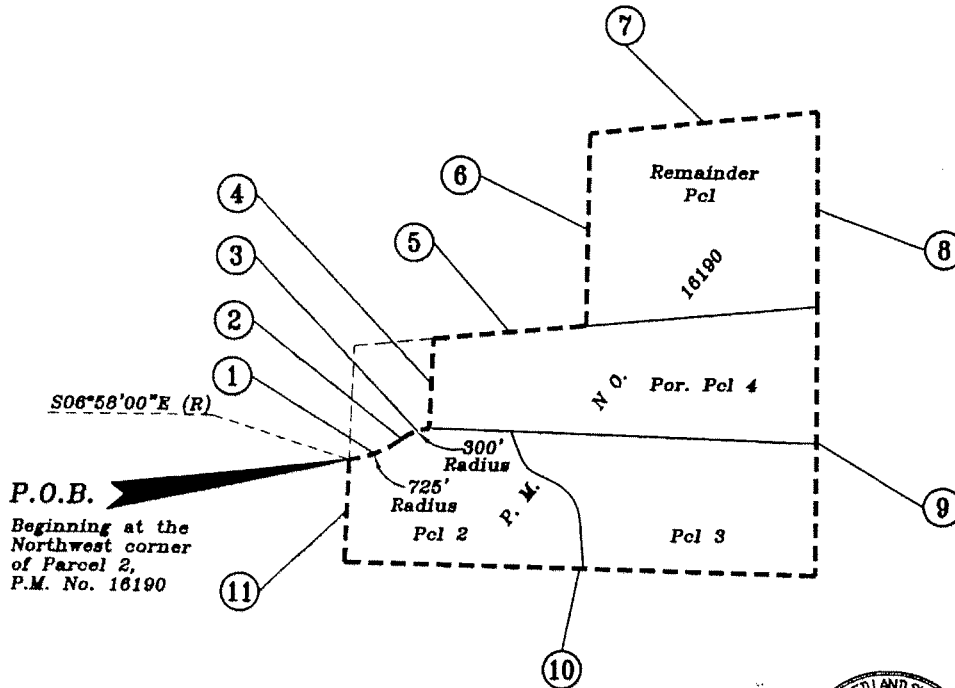 7
Remainder
Pcl
6
4
8
5
3
16190
2
1
NO.
Por. Pcl 4
S06°58'00"E (R)
300'
Radius
P.O.B.
725'
Radius
P. M.
9
Beginning at the
Northwest corner
of Parcel 2,
P.M. No. 16190
Pcl 2
Pcl 3
11
10
LAND